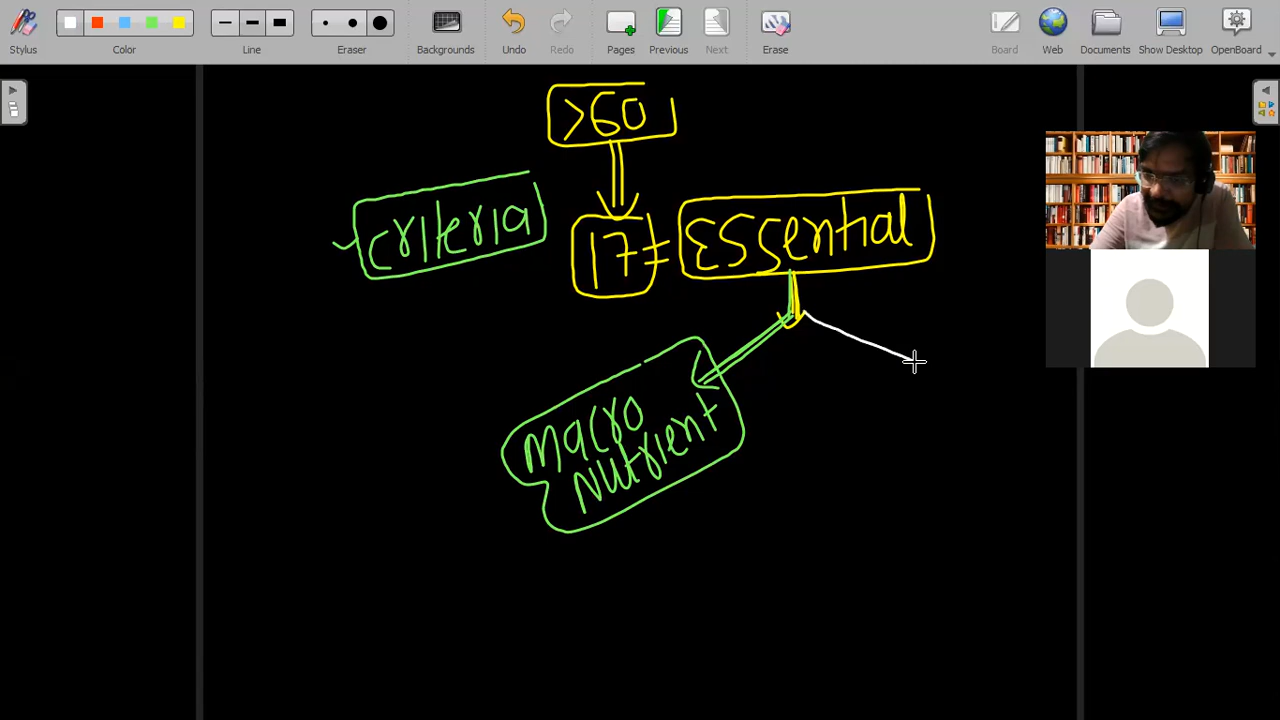 Stylus
Color
Line
Eraser
Backgrounds
Undo
Redo
Pages
Previous
Next
Erase
Board
Web
Documents
Show Desktop
OpenBoard
>60
criteria
17 = Essential
Macro
Nutrient